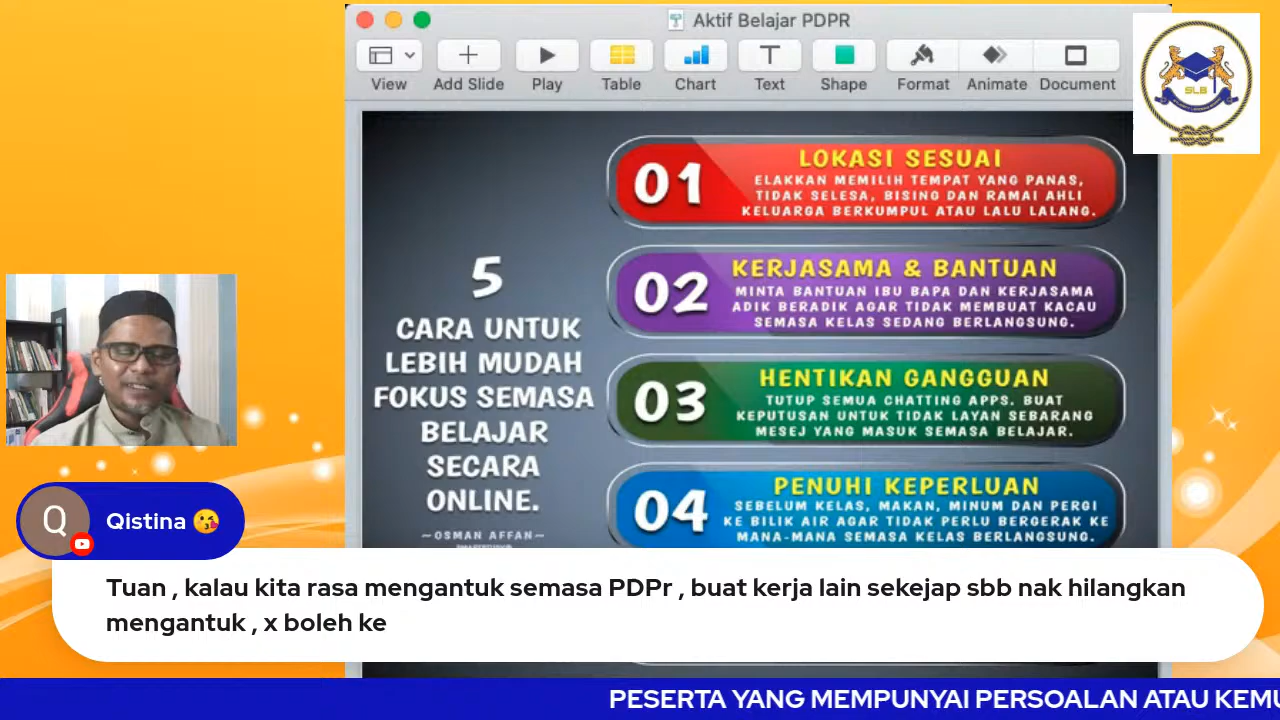 Aktif Belajar PDPR
View
Add Slide
Play
Table
Chart
Text
Shape
Format
Animate
Document
SLB
5
CARA UNTUK
LEBIH MUDAH
FOKUS SEMASA
BELAJAR
SECARA
ONLINE.
~OSMAN AFFAN~
01
LOKASI SESUAI
ELAKKAN MEMILIH TEMPAT YANG PANAS,
TIDAK SELESA, BISING DAN RAMAI AHLI
KELUARGA BERKUMPUL ATAU LALU LALANG.
02
KERJASAMA & BANTUAN
MINTA BANTUAN IBU BAPA DAN KERJASAMA
ADIK BERADIK AGAR TIDAK MEMBUAT KACAU
SEMASA KELAS SEDANG BERLANGSUNG.
03
HENTIKAN GANGGUAN
TUTUP SEMUA CHATTING APPS. BUAT
KEPUTUSAN UNTUK TIDAK LAYAN SEBARANG
MESEJ YANG MASUK SEMASA BELAJAR.
04
PENUHI KEPERLUAN
SEBELUM KELAS, MAKAN, MINUM DAN PERGI
KE BILIK AIR AGAR TIDAK PERLU BERGERAK KE
MANA-MANA SEMASA KELAS BERLANGSUNG.
Q
Qistina 😘
Tuan , kalau kita rasa mengantuk semasa PDPr , buat kerja lain sekejap sbb nak hilangkan
mengantuk , x boleh ke
PESERTA YANG MEMPUNYAI PERSOALAN ATAU KEMU